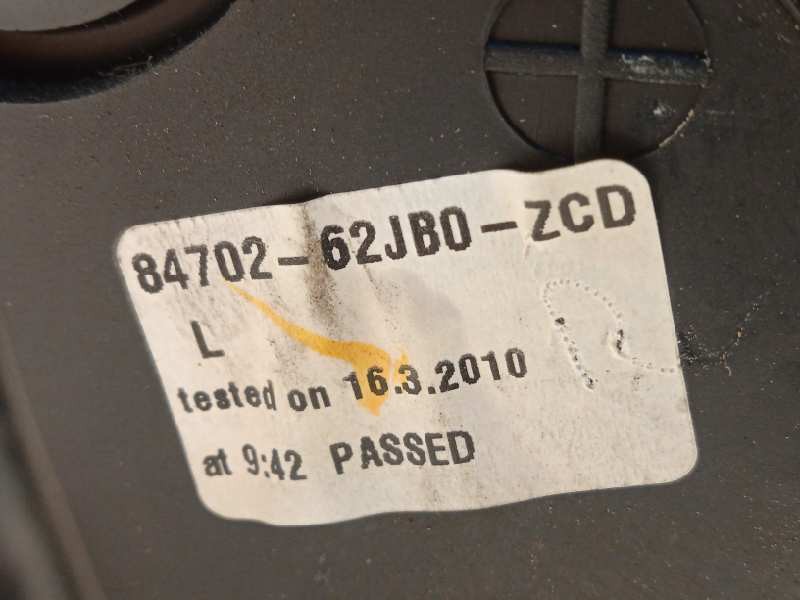 84702-62JB0-ZCD
L
tested on 16.3.2010
at 9:42 PASSED